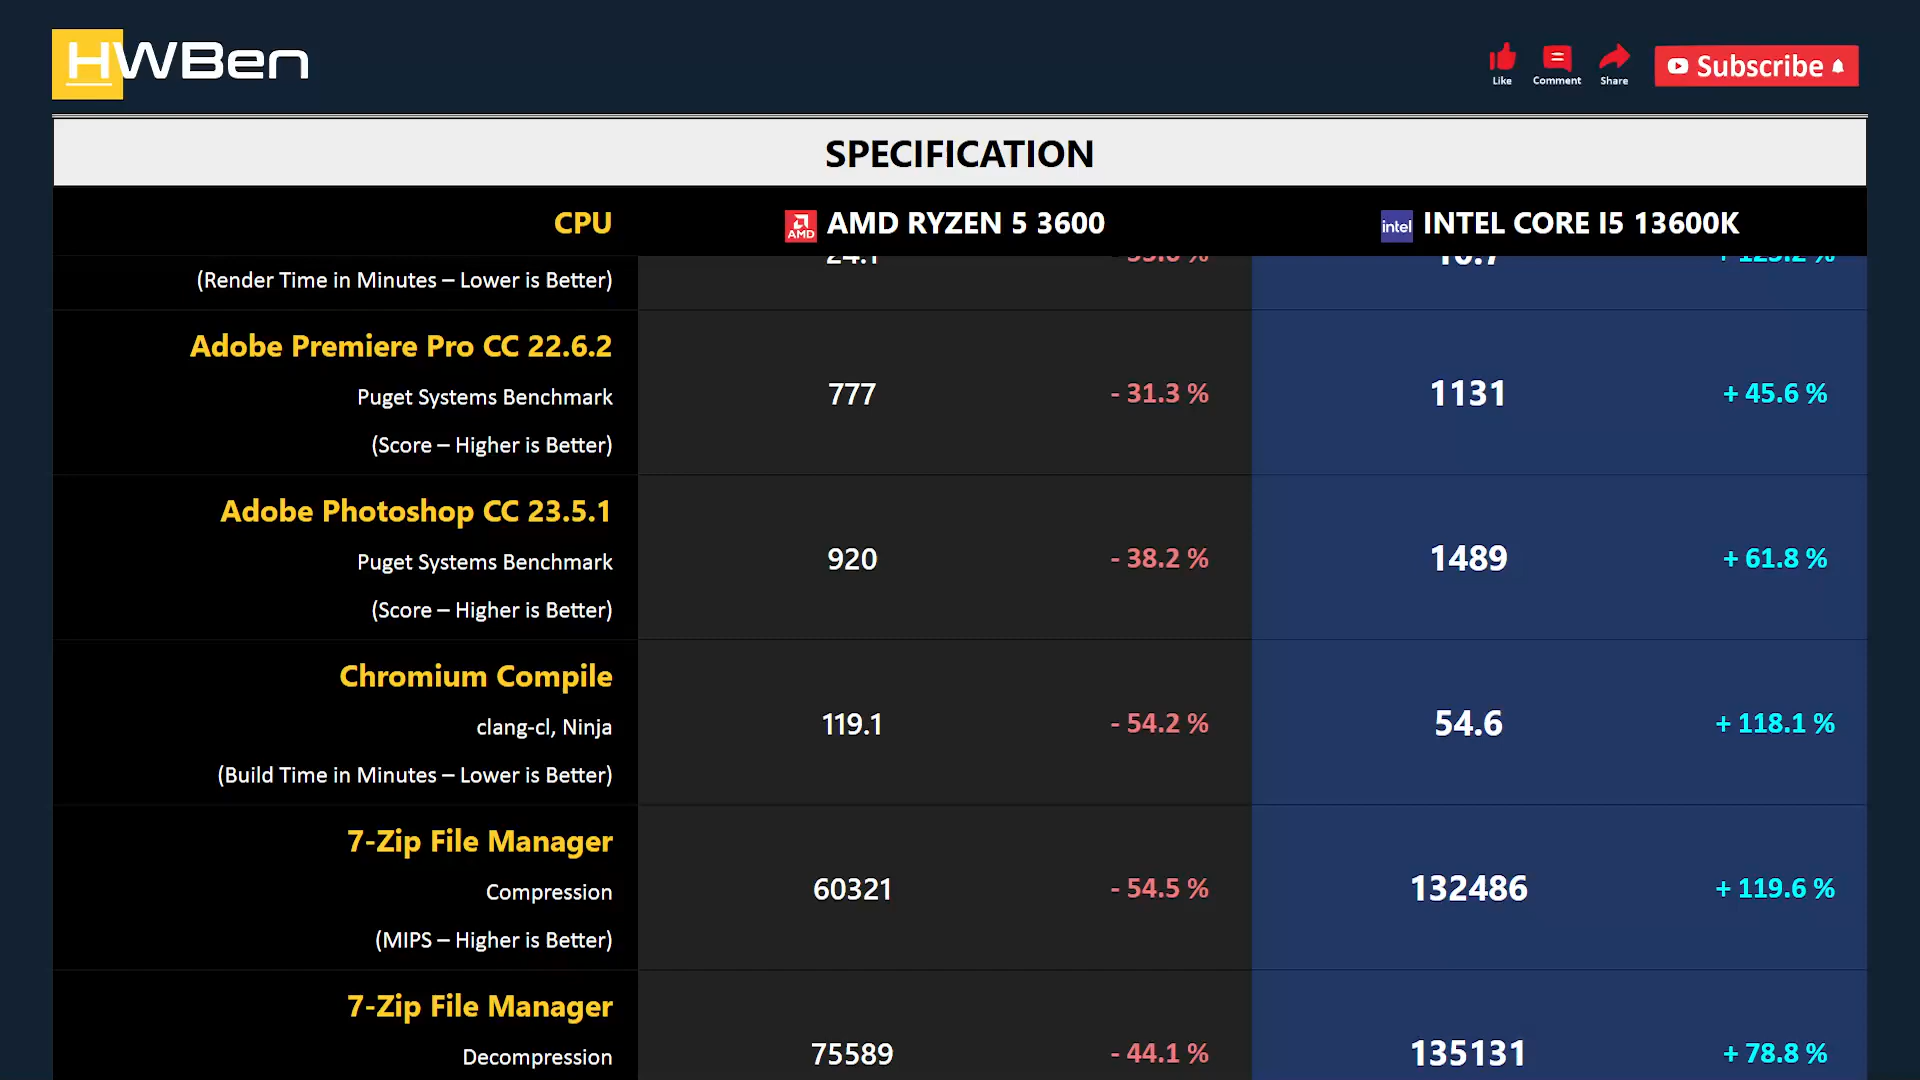 HWBen
Like
Comment
Share
Subscribe
SPECIFICATION
CPU
AMD
AMD RYZEN 5 3600
intel
INTEL CORE I5 13600K
(Render Time in Minutes – Lower is Better)
Adobe Premiere Pro CC 22.6.2
Puget Systems Benchmark
(Score – Higher is Better)
777
- 31.3 %
1131
+ 45.6 %
Adobe Photoshop CC 23.5.1
Puget Systems Benchmark
(Score – Higher is Better)
920
- 38.2 %
1489
+ 61.8 %
Chromium Compile
clang-cl, Ninja
(Build Time in Minutes – Lower is Better)
119.1
- 54.2 %
54.6
+ 118.1 %
7-Zip File Manager
Compression
(MIPS – Higher is Better)
60321
- 54.5 %
132486
+ 119.6 %
7-Zip File Manager
Decompression
75589
- 44.1 %
135131
+ 78.8 %